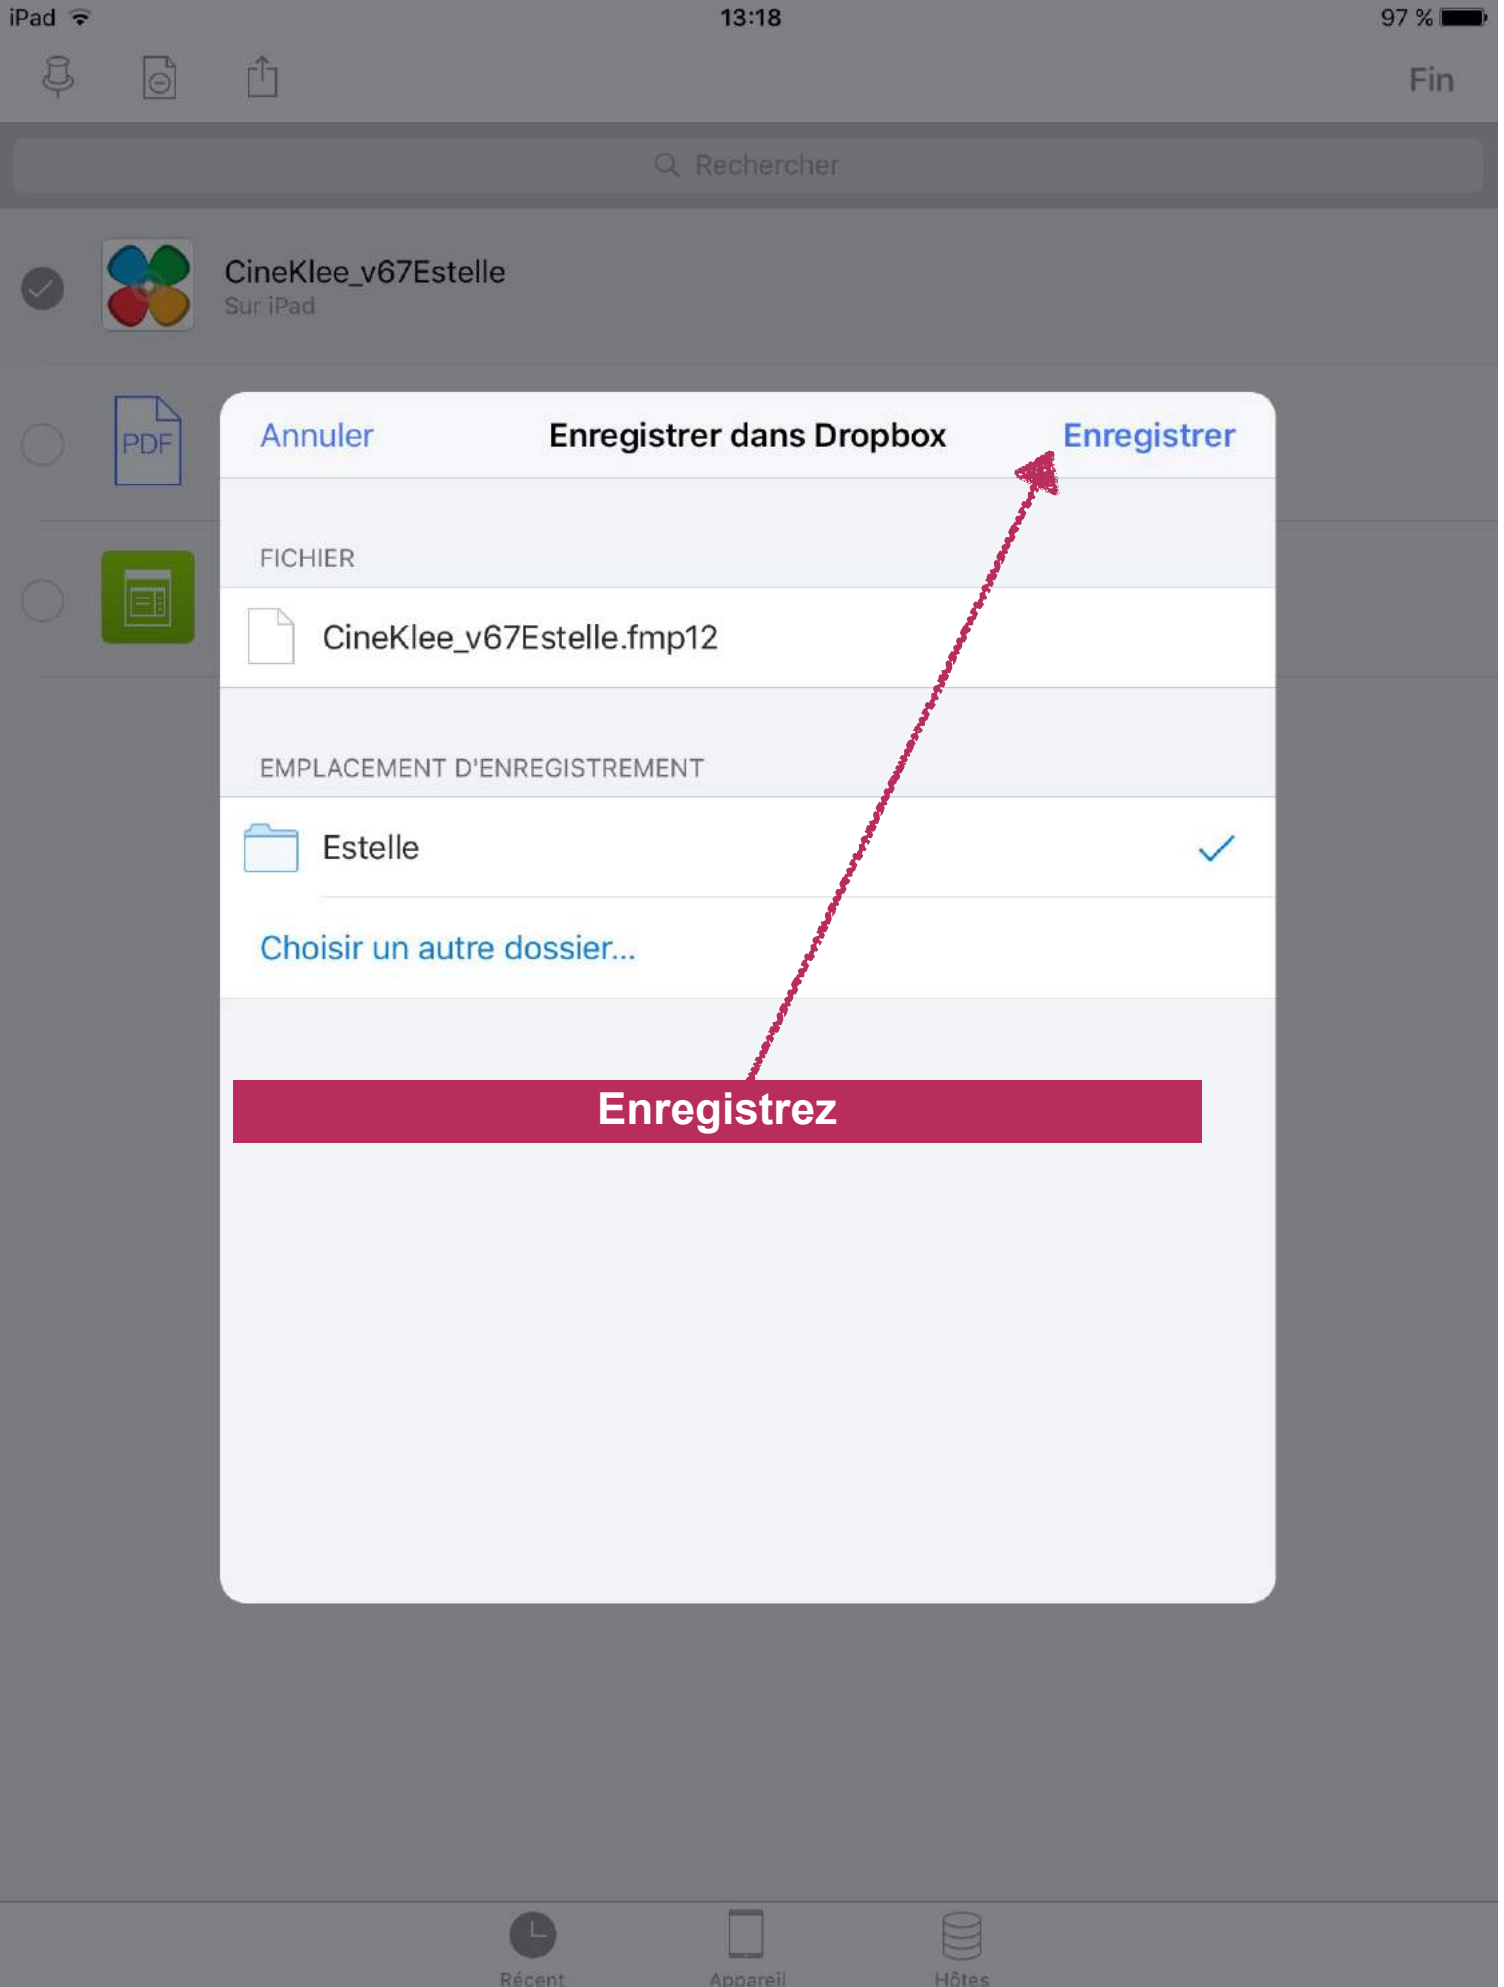 iPad 13:18 97 %
Fin
Rechercher
CineKlee_v67Estelle
Sur iPad
PDF
Annuler Enregistrer dans Dropbox Enregistrer
FICHIER
CineKlee_v67Estelle.fmp12
EMPLACEMENT D'ENREGISTREMENT
Estelle
Choisir un autre dossier...
Enregistrez
Récent Appareil Hôtes